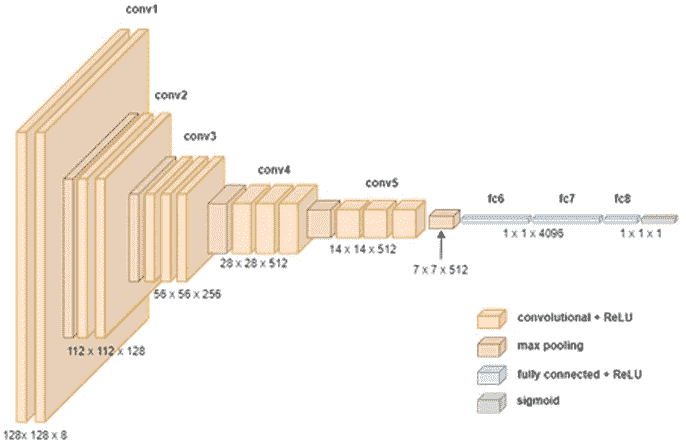 conv1
conv2
conv3
conv4
conv5
fc6
fc7
fc8
1 x 1 x 4096
1 x 1 x 1
14 x 14 x 512
28 x 28 x 512
7 x 7 x 512
56 x 56 x 256
112 x 112 x 128
128x 128 x 8
convolutional + ReLU
max pooling
fully connected + ReLU
sigmoid